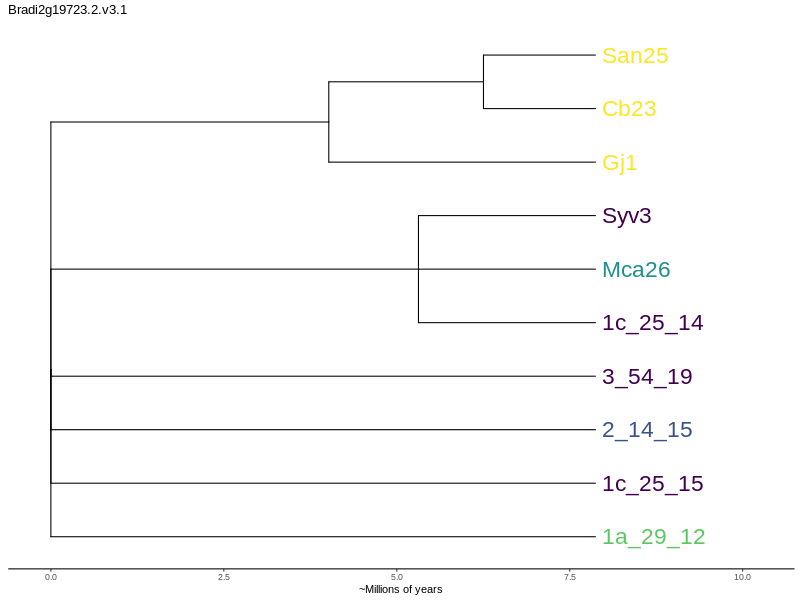 Bradi2g19723.2.v3.1
San25
Cb23
Gj1
Syv3
Mca26
1c_25_14
3_54_19
2_14_15
1c_25_15
1a_29_12
0.0 2.5 5.0 7.5 10.0
~Millions of years